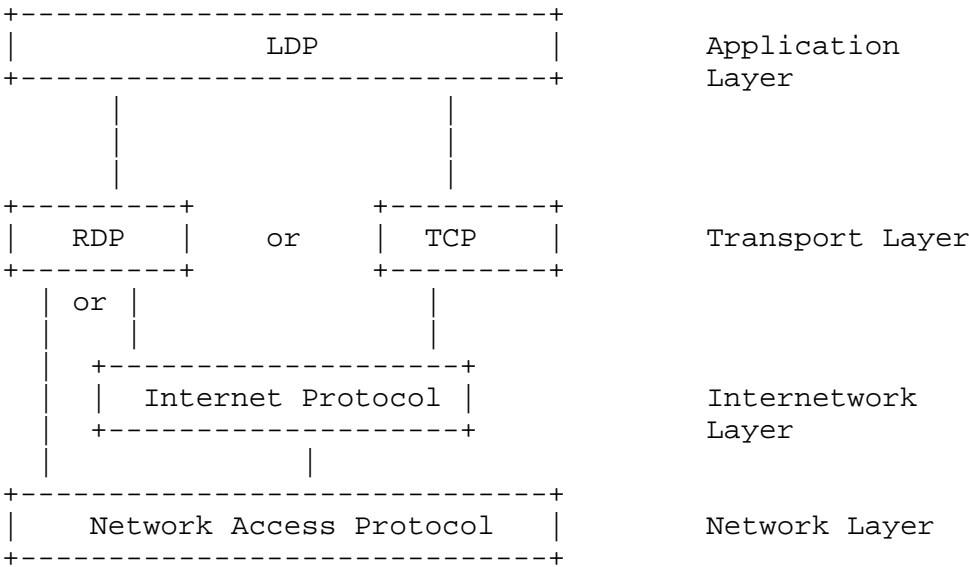 LDP Application
Layer
RDP or TCP Transport Layer
or
Internet Protocol Internetwork
Layer
Network Access Protocol Network Layer